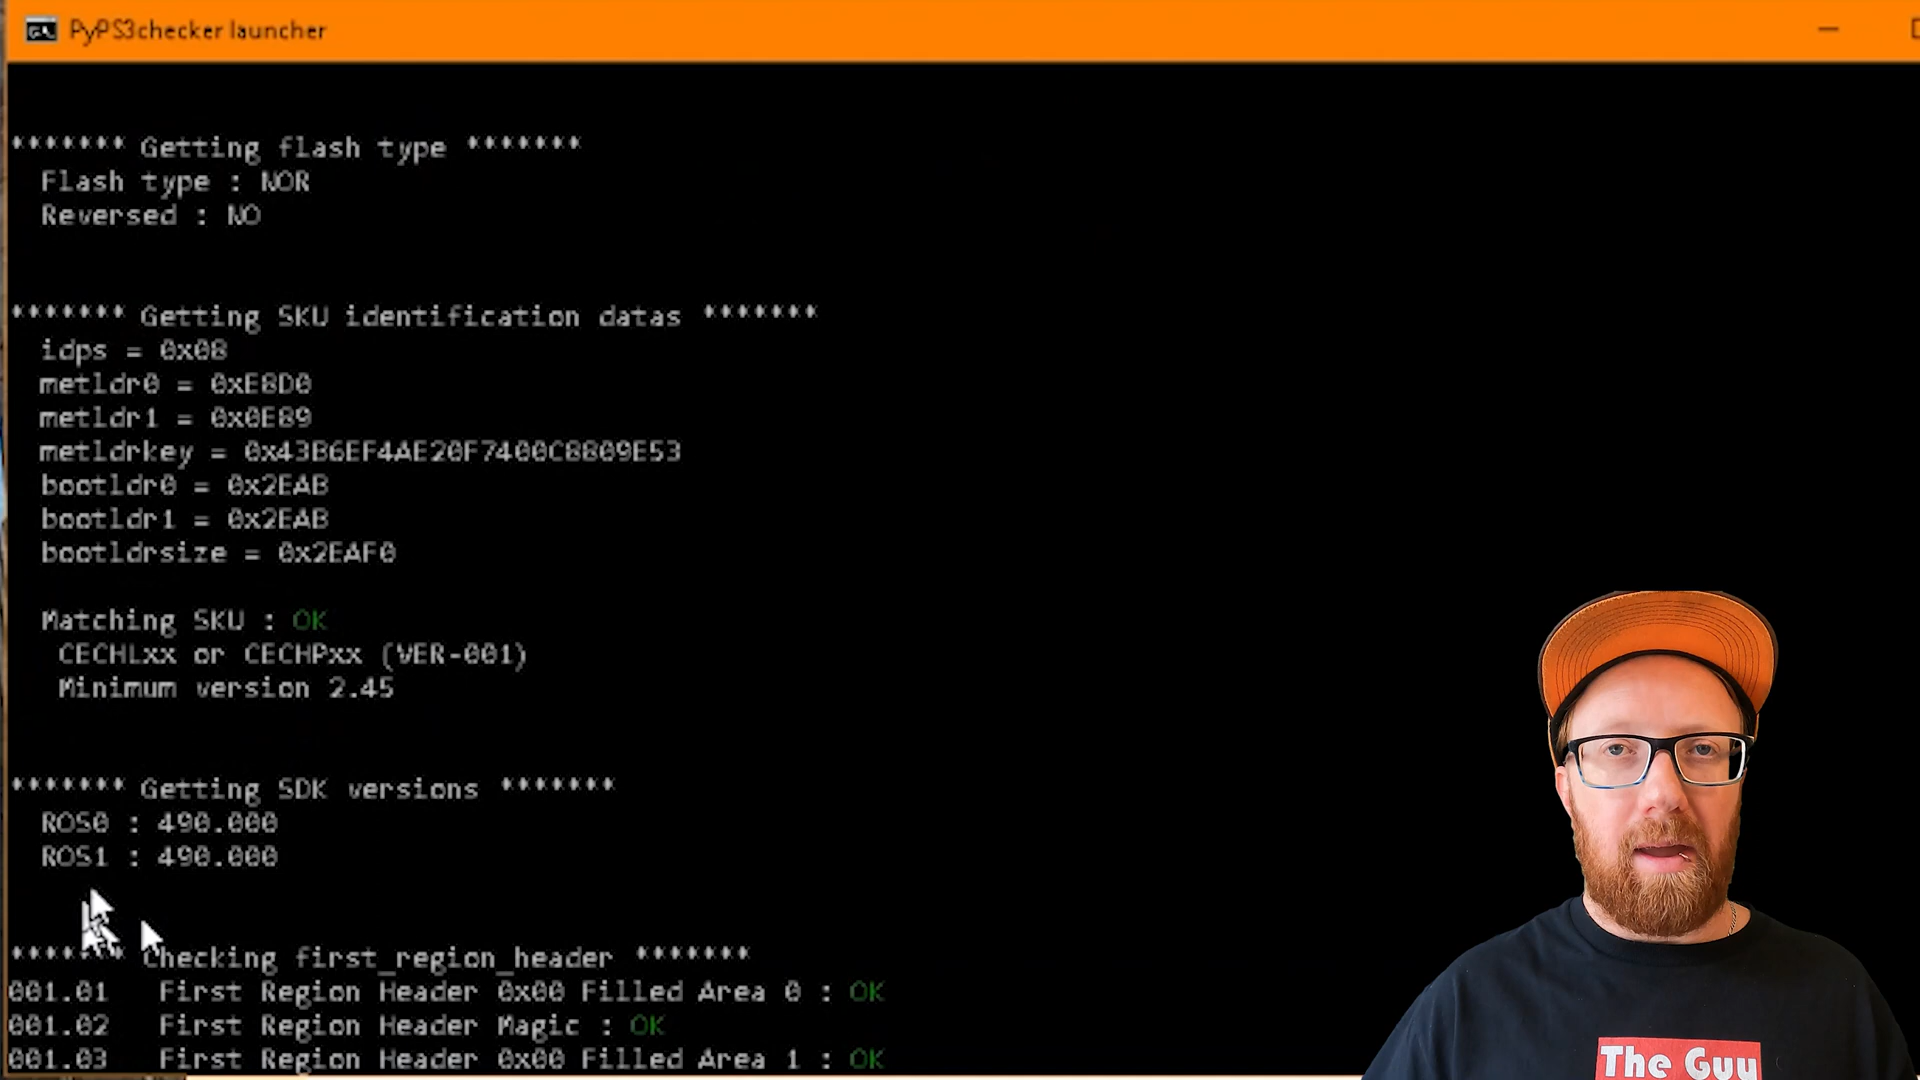 PyPS3checker launcher
******* Getting flash type *******
Flash type : NOR
Reversed : NO
******* Getting SKU identification datas *******
idps = 0x08
metldr0 = 0xE8D0
metldr1 = 0x0E89
metldrkey = 0x43B6EF4AE20F7400C8809E53
bootldr0 = 0x2EAB
bootldr1 = 0x2EAB
bootldrsize = 0x2EAF0
Matching SKU : OK
CECHLxx or CECHPxx (VER-001)
Minimum version 2.45
******* Getting SDK versions *******
ROS0 : 490.000
ROS1 : 490.000
******* Checking first_region_header *******
001.01 First Region Header 0x00 Filled Area 0 : OK
001.02 First Region Header Magic : OK
001.03 First Region Header 0x00 Filled Area 1 : OK
The Guy